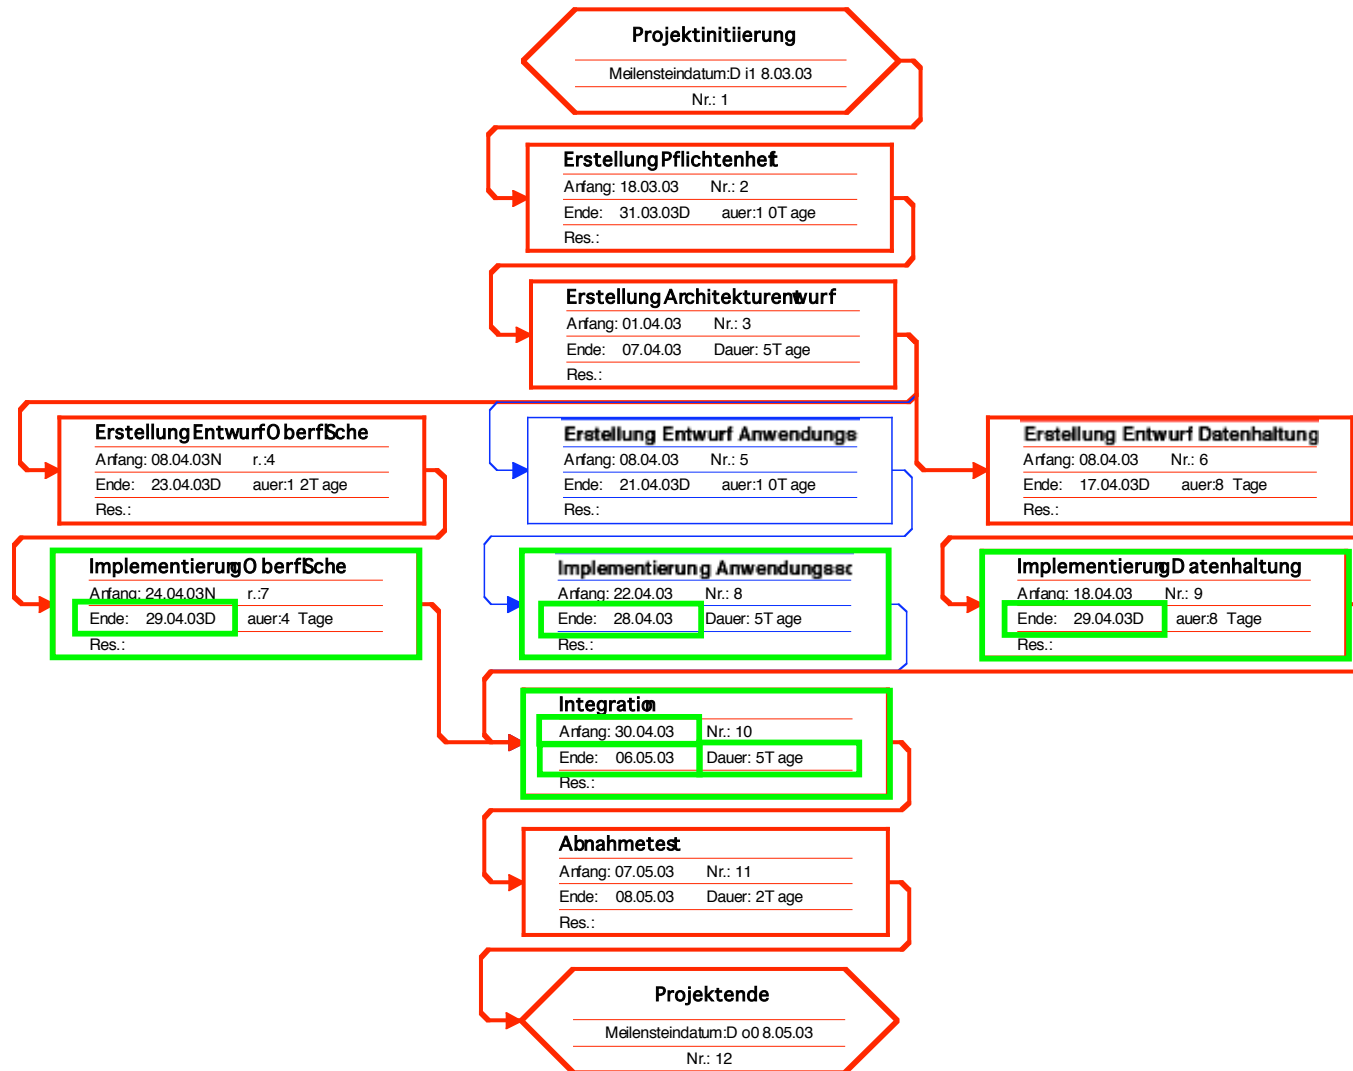 Projektinitiierung
Meilensteindatum:D i1 8.03.03
Nr.: 1
Erstellung Pflichtenheft
Anfang: 18.03.03 Nr.: 2
Ende: 31.03.03D auer:1 0T age
Res.:
Erstellung Architekturentwurf
Anfang: 01.04.03 Nr.: 3
Ende: 07.04.03 Dauer: 5T age
Res.:
Erstellung Entwurf O berflSche
Anfang: 08.04.03N r.:4
Ende: 23.04.03D auer:1 2T age
Res.:
Erstellung Entwurf Anwendungs
Anfang: 08.04.03 Nr.: 5
Ende: 21.04.03D auer:1 0T age
Res.:
Erstellung Entwurf Datenhaltung
Anfang: 08.04.03 Nr.: 6
Ende: 17.04.03D auer:8 Tage
Res.:
Implementierung O berflSche
Anfang: 24.04.03N r.:7
Ende: 29.04.03D auer:4 Tage
Res.:
Implementierung Anwendungssc
Anfang: 22.04.03 Nr.: 8
Ende: 28.04.03 Dauer: 5T age
Res.:
Implementierung D atenhaltung
Anfang: 18.04.03 Nr.: 9
Ende: 29.04.03D auer:8 Tage
Res.:
Integration
Anfang: 30.04.03 Nr.: 10
Ende: 06.05.03 Dauer: 5T age
Res.:
Abnahmetest
Anfang: 07.05.03 Nr.: 11
Ende: 08.05.03 Dauer: 2T age
Res.:
Projektende
Meilensteindatum:D o0 8.05.03
Nr.: 12